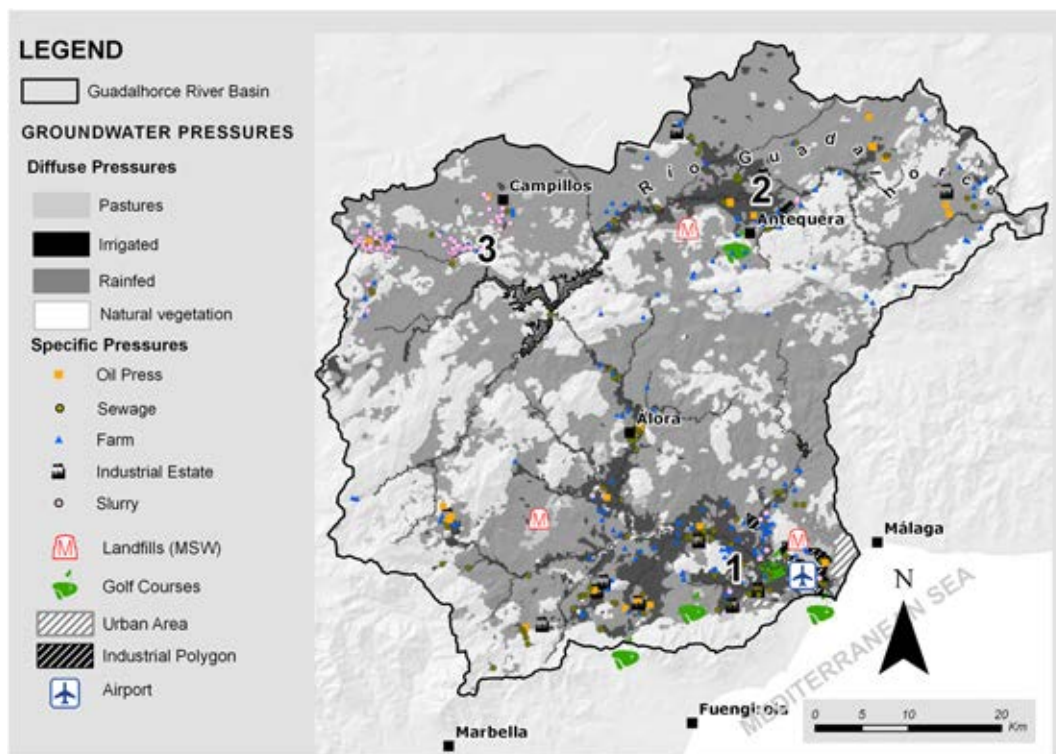 LEGEND
Guadalhorce River Basin
GROUNDWATER PRESSURES
Diffuse Pressures
Pastures
Irrigated
Rainfed
Natural vegetation
Specific Pressures
Oil Press
Sewage
Farm
Industrial Estate
Slurry
M
Landfills (MSW)
Golf Courses
Urban Area
Industrial Polygon
Airport
Río Guadalhorce
Campillos
2
M
Antequera
3
Álora
M
M
Málaga
1
N
MEDITERRANEAN SEA
Fuengirola
Marbella
0 5 10 20
Km